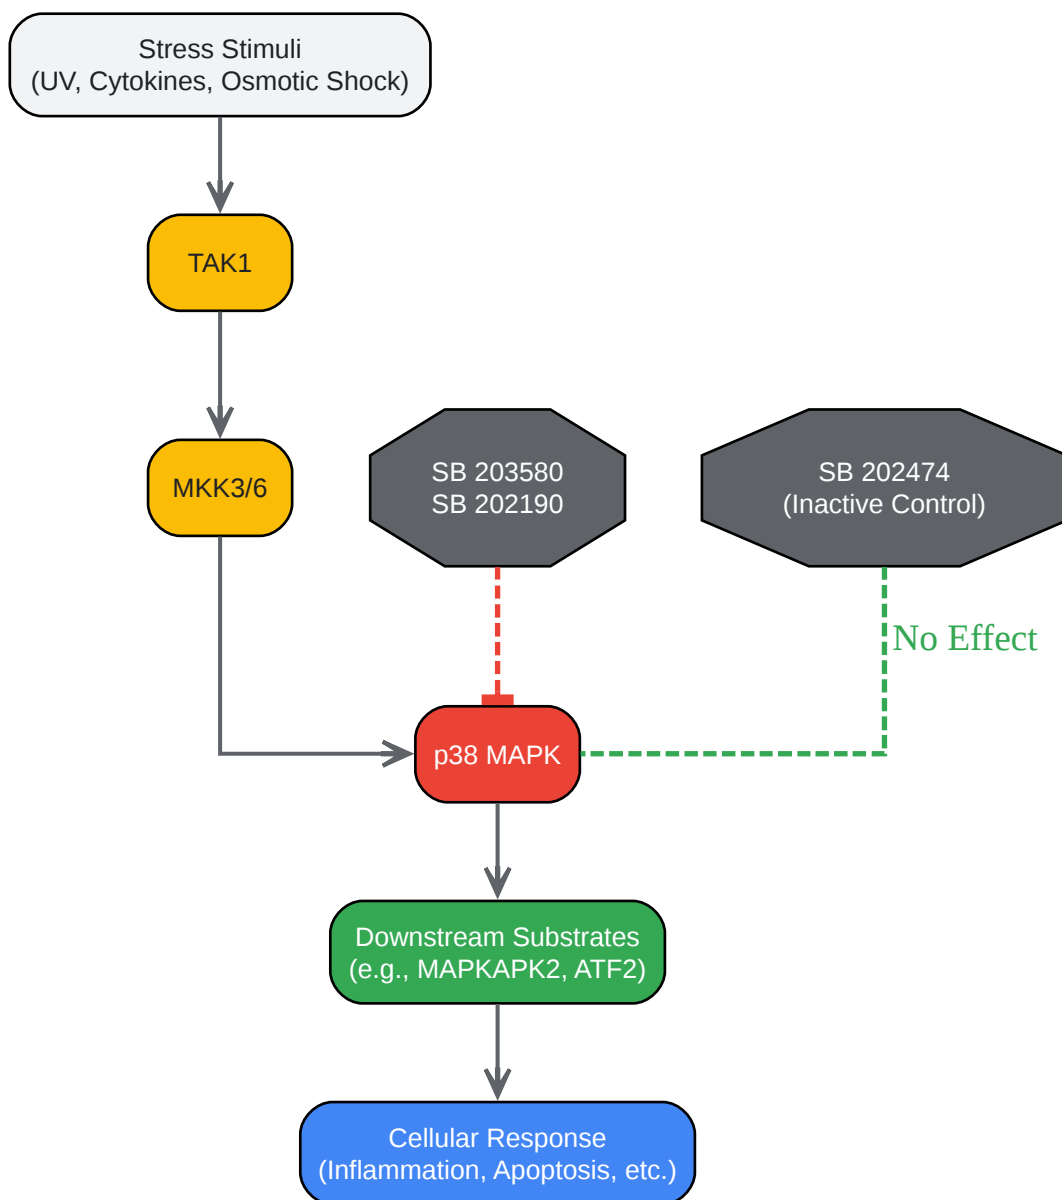 Stress Stimuli
(UV, Cytokines, Osmotic Shock)
TAK1
MKK3/6
SB 203580
SB 202190
SB 202474
(Inactive Control)
No Effect
p38 MAPK
Downstream Substrates
(e.g., MAPKAPK2, ATF2)
Cellular Response
(Inflammation, Apoptosis, etc.)